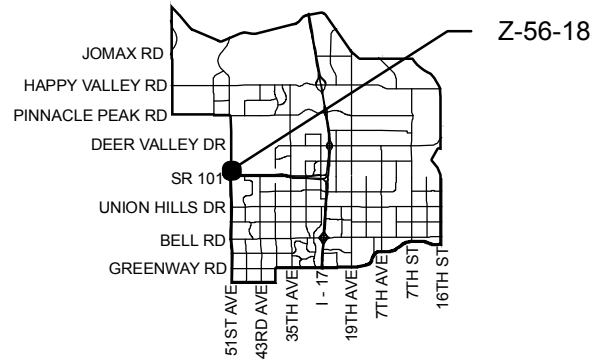 Z-56-18
JOMAX RD
HAPPY VALLEY RD
PINNACLE PEAK RD
DEER VALLEY DR
SR 101
UNION HILLS DR
BELL RD
GREENWAY RD
51ST AVE
43RD AVE
35TH AVE
I - 17
19TH AVE
7TH AVE
7TH ST
16TH ST